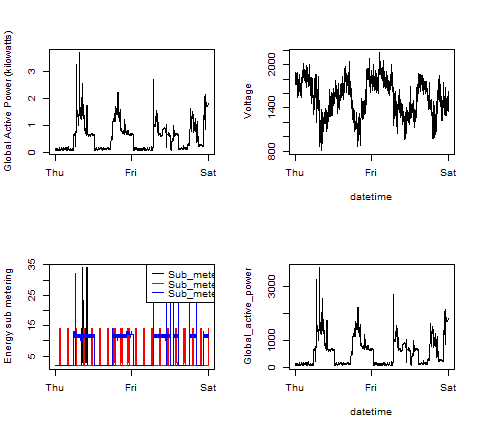 Global Active Power (kilowatts)
0 1 2 3
Thu Fri Sat
Voltage
800 1400 2000
Thu Fri Sat
datetime
Energy sub metering
5 15 25 35
Sub_mete
Sub_mete
Sub_mete
Thu Fri Sat
Global_active_power
0 1000 3000
Thu Fri Sat
datetime